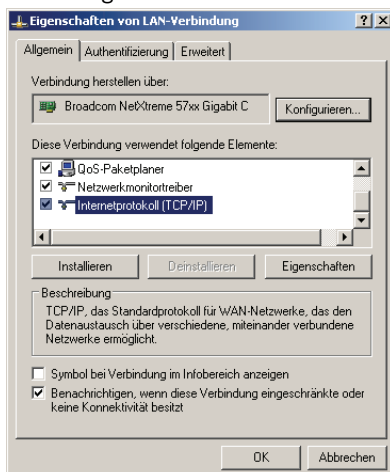 Eigenschaften von LAN-Verbindung
Allgemein Authentifizierung Erweitert
Verbindung herstellen über:
Broadcom NetXtreme 57xx Gigabit C Konfigurieren...
Diese Verbindung verwendet folgende Elemente:
QoS-Paketplaner
Netzwerkmonitortreiber
Internetprotokoll (TCP/IP)
Installieren Deinstallieren Eigenschaften
Beschreibung
TCP/IP, das Standardprotokoll für WAN-Netzwerke, das den
Datenaustausch über verschiedene, miteinander verbundene
Netzwerke ermöglicht.
Symbol bei Verbindung im Infobereich anzeigen
Benachrichtigen, wenn diese Verbindung eingeschränkte oder
keine Konnektivität besitzt
OK Abbrechen